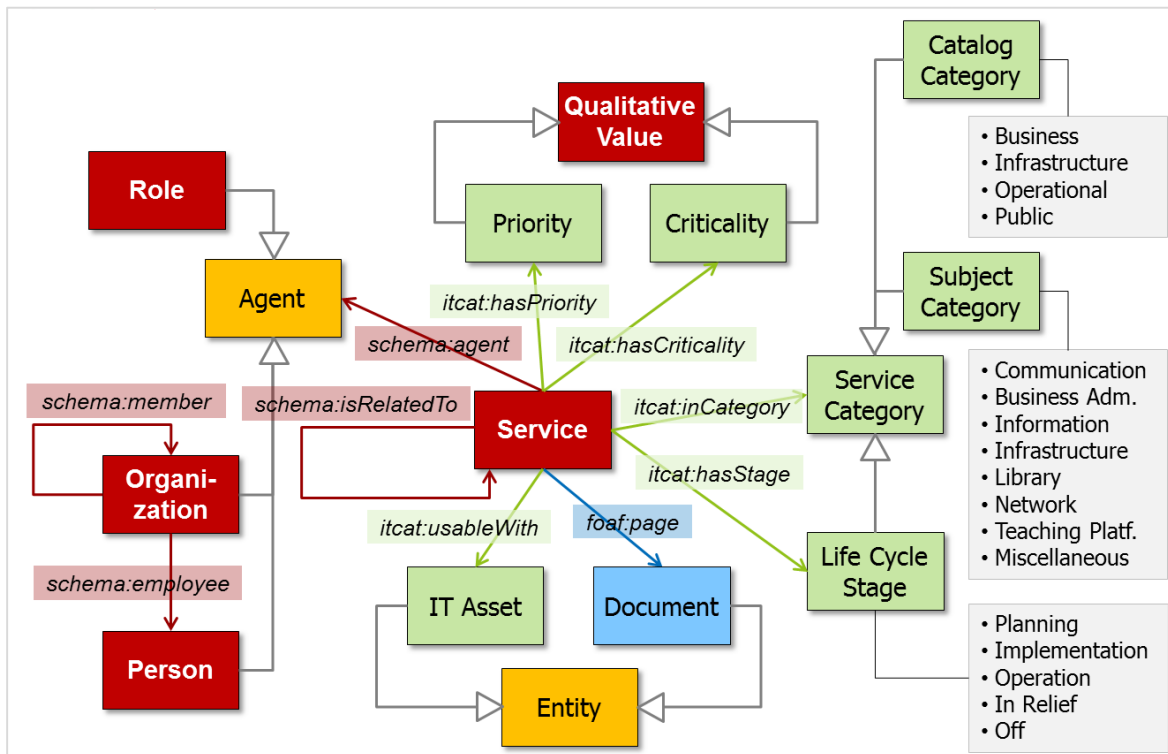 Catalog
Category
• Business
• Infrastructure
• Operational
• Public
Qualitative
Value
Role
Priority
Criticality
Agent
Subject
Category
itcat:hasPriority
schema:agent
itcat:hasCriticality
• Communication
• Business Adm.
• Information
• Infrastructure
• Library
• Network
• Teaching Platf.
• Miscellaneous
schema:member
schema:isRelatedTo
Service
itcat:inCategory
Service
Category
Organi-
zation
itcat:hasStage
itcat:usableWith
foaf:page
schema:employee
IT Asset
Document
Life Cycle
Stage
Person
Entity
• Planning
• Implementation
• Operation
• In Relief
• Off